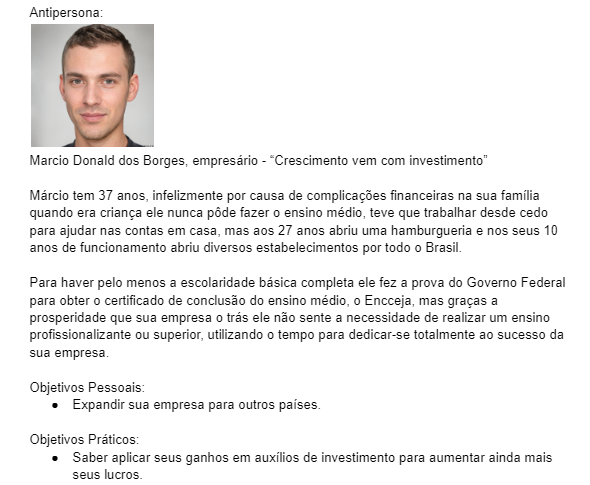 Antipersona:
Marcio Donald dos Borges, empresário - “Crescimento vem com investimento”
Márcio tem 37 anos, infelizmente por causa de complicações financeiras na sua família
quando era criança ele nunca pôde fazer o ensino médio, teve que trabalhar desde cedo
para ajudar nas contas em casa, mas aos 27 anos abriu uma hamburgueria e nos seus 10
anos de funcionamento abriu diversos estabelecimentos por todo o Brasil.
Para haver pelo menos a escolaridade básica completa ele fez a prova do Governo Federal
para obter o certificado de conclusão do ensino médio, o Encceja, mas graças a
prosperidade que sua empresa o trás ele não sente a necessidade de realizar um ensino
profissionalizante ou superior, utilizando o tempo para dedicar-se totalmente ao sucesso da
sua empresa.
Objetivos Pessoais:
● Expandir sua empresa para outros países.
Objetivos Práticos:
● Saber aplicar seus ganhos em auxílios de investimento para aumentar ainda mais
seus lucros.